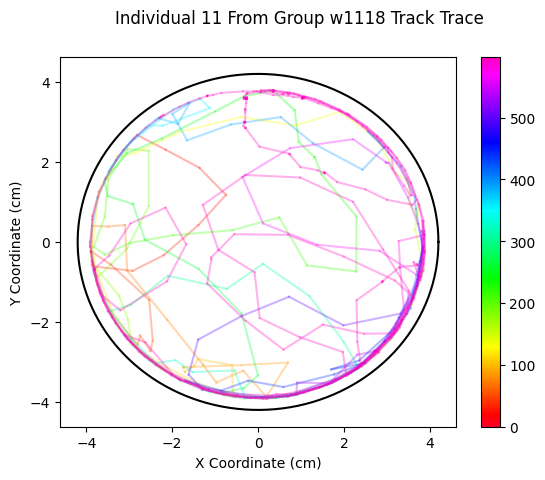 Individual 11 From Group w1118 Track Trace
Y Coordinate (cm)
4
2
0
−2
−4
−4 −2 0 2 4
X Coordinate (cm)
500
400
300
200
100
0